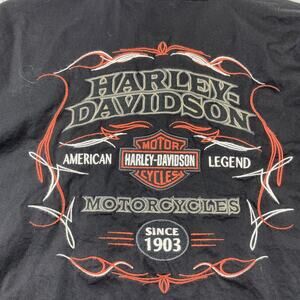 HARLEY-
DAVIDSON
AMERICAN
MOTOR
HARLEY-DAVIDSON
CYCLES
LEGEND
MOTORCYCLES
SINCE
1903